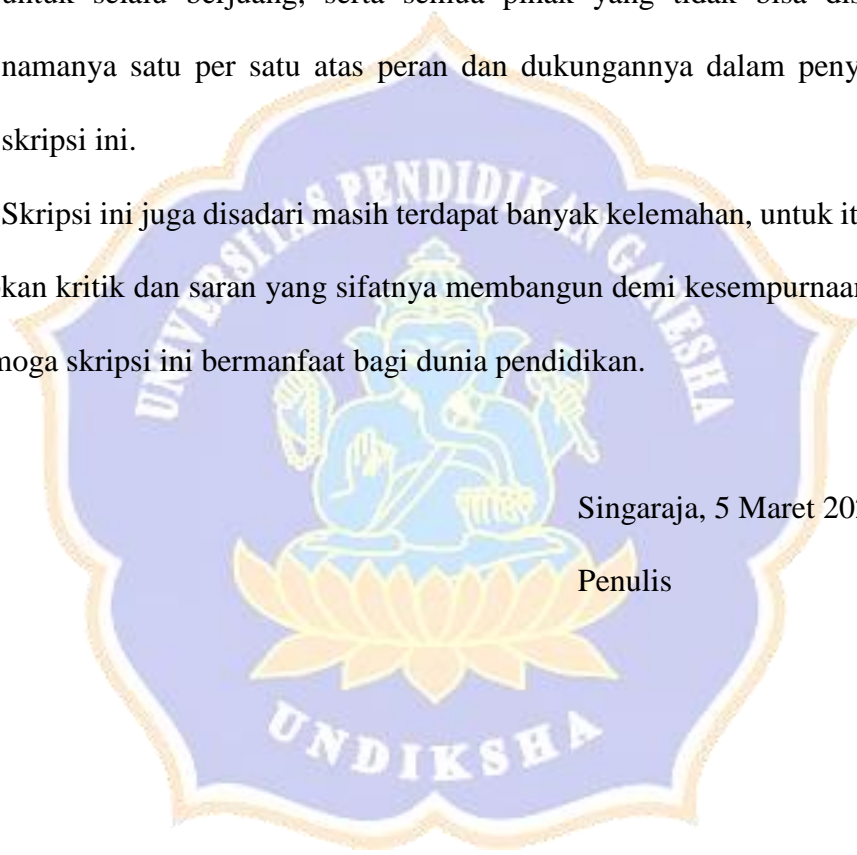 untuk selalu berjuang, serta semua pihak yang tidak bisa dis
namanya satu per satu atas peran dan dukungannya dalam peny
skripsi ini.
Skripsi ini juga disadari masih terdapat banyak kelemahan, untuk it
kan kritik dan saran yang sifatnya membangun demi kesempurnaan
moga skripsi ini bermanfaat bagi dunia pendidikan.
Singaraja, 5 Maret 202
Penulis
UNIVERSITAS PENDIDIKAN GANESHA
UNDIKSHA